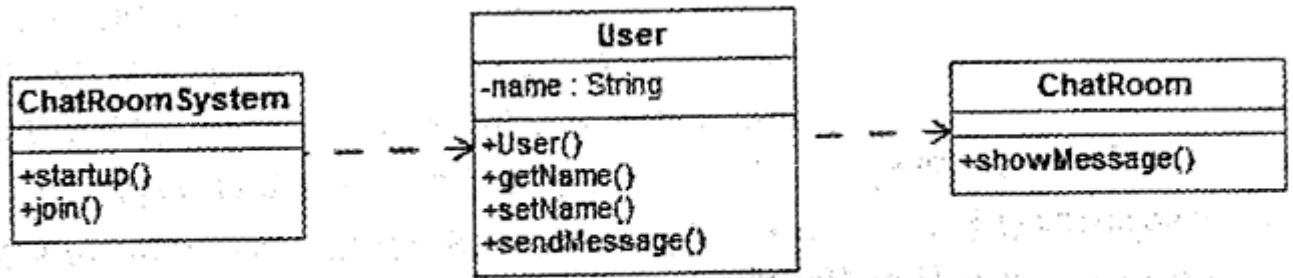 ChatRoomSystem
+startup()
+join()
User
-name : String
+User()
+getName()
+setName()
+sendMessage()
ChatRoom
+showMessage()